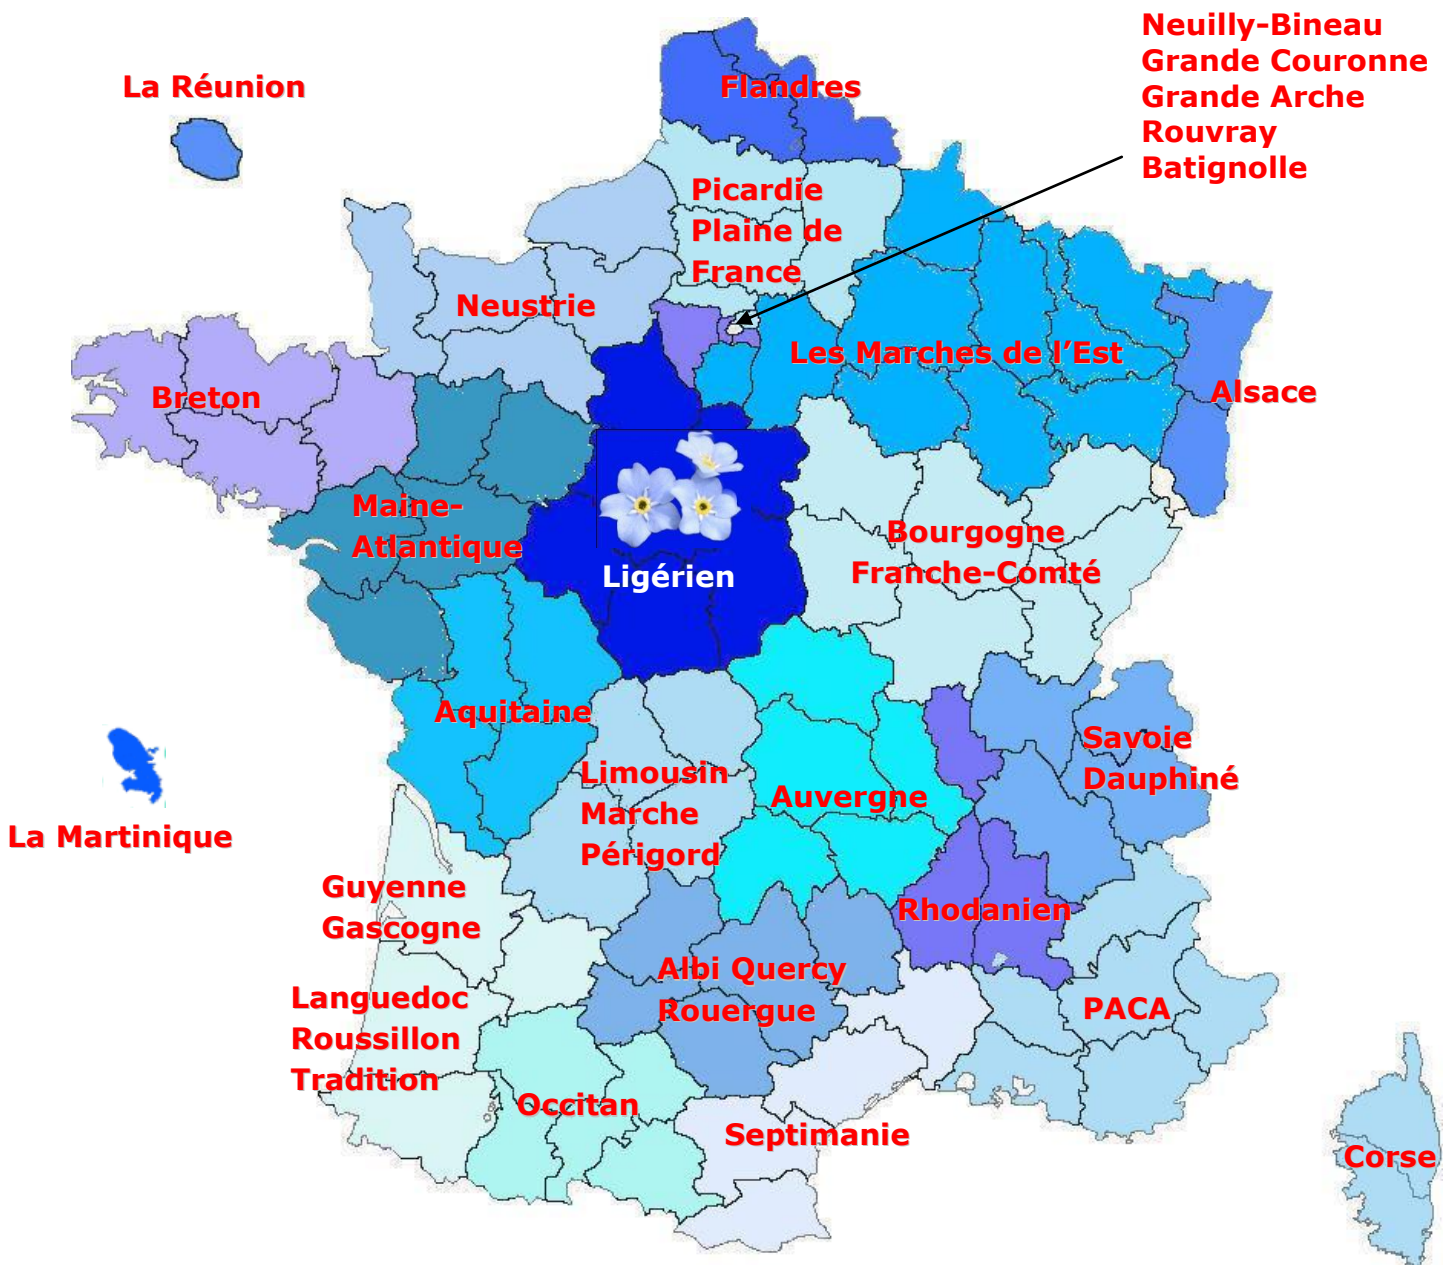 Neuilly-Bineau
Grande Couronne
Grande Arche
Rouvray
Batignolle
La Réunion
Flandres
Picardie
Plaine de
France
Neustrie
Les Marches de l’Est
Alsace
Breton
Maine-
Atlantique
Bourgogne
Franche-Comté
Ligérien
Aquitaine
Savoie
Dauphiné
Limousin
Marche
Périgord
Auvergne
La Martinique
Guyenne
Gascogne
Rhodanien
Albi Quercy
Rouergue
Languedoc
Roussillon
Tradition
PACA
Occitan
Septimanie
Corse